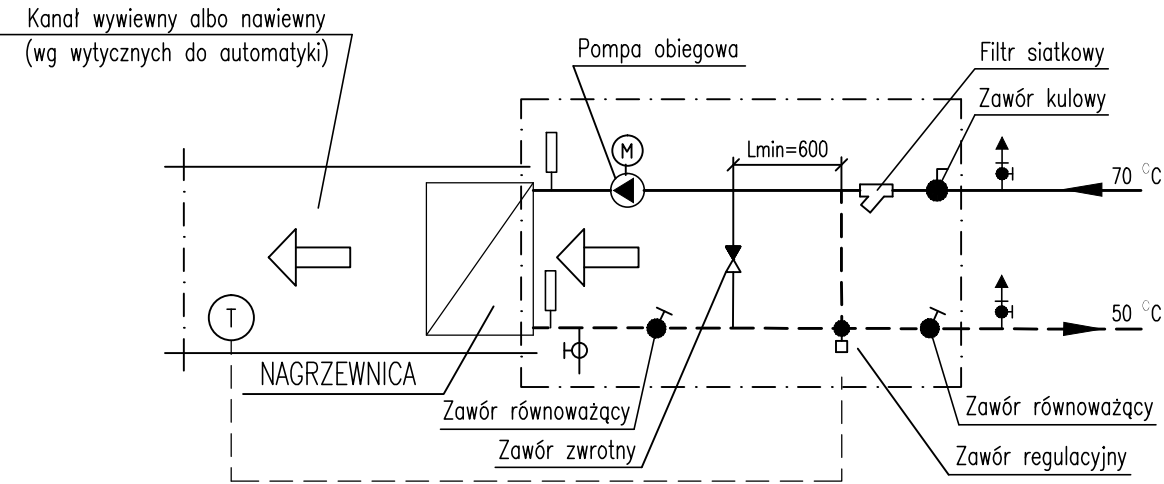 Kanał wywiewny albo nawiewny
(wg wytycznych do automatyki)
Pompa obiegowa
Filtr siatkowy
Zawór kulowy
M
Lmin=600
70 °C
T
50 °C
NAGRZEWNICA
Zawór równoważący
Zawór równoważący
Zawór zwrotny
Zawór regulacyjny